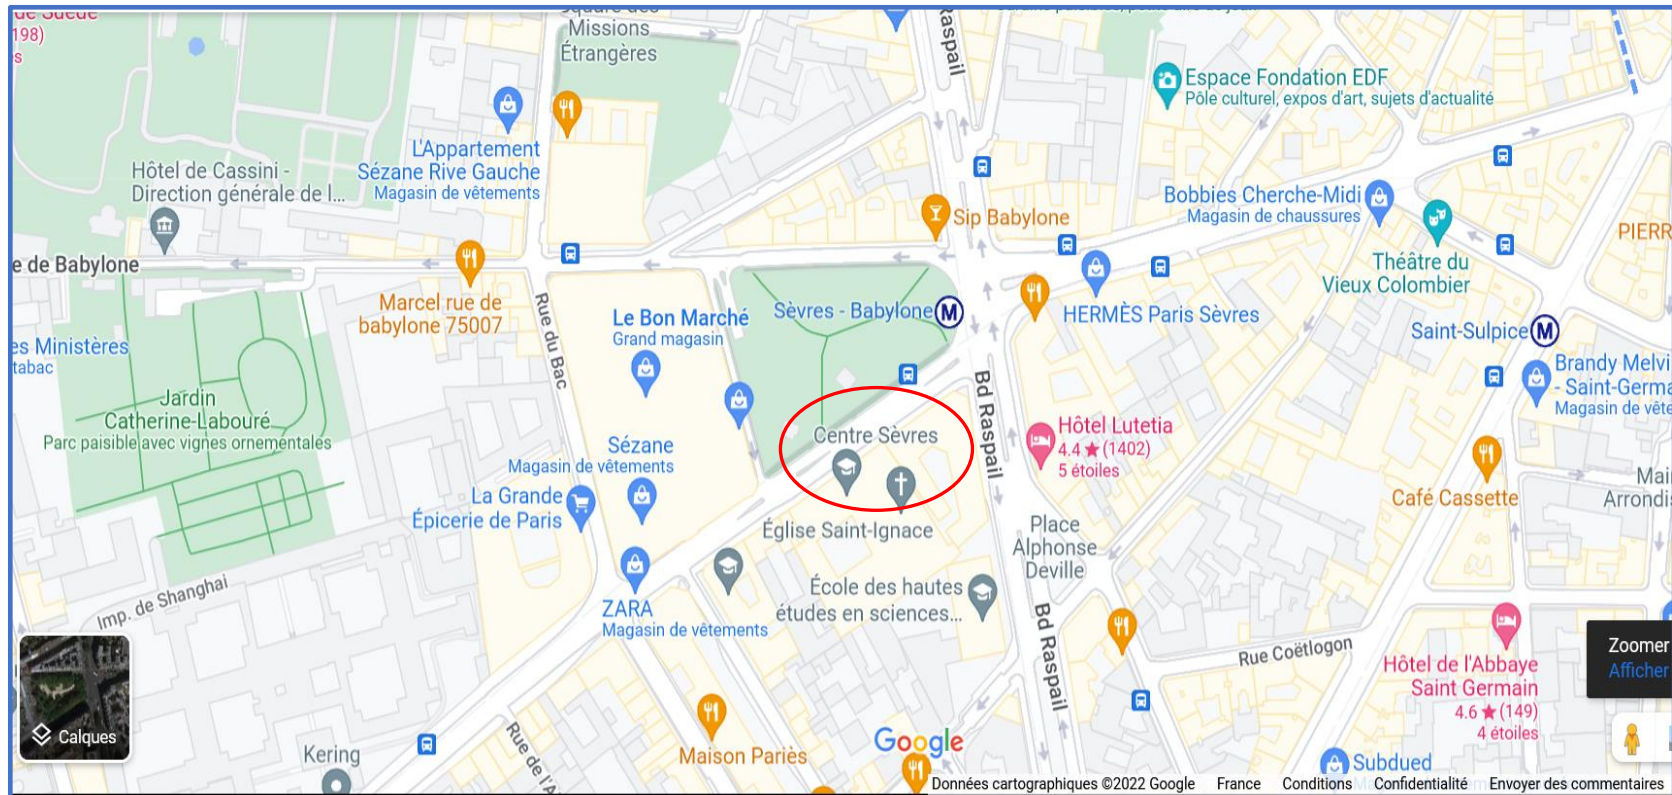 de Suède
198)
Square des
Missions
Étrangères
Raspail
Espace Fondation EDF
Pôle culturel, expos d'art, sujets d'actualité
L'Appartement
Sézane Rive Gauche
Magasin de vêtements
Hôtel de Cassini -
Direction générale de l...
Bobbies Cherche-Midi
Magasin de chaussures
Sip Babylone
PIERR
e de Babylone
Théâtre du
Vieux Colombier
Marcel rue de
babylone 75007
Rue du Bac
Le Bon Marché
Grand magasin
Sèvres - Babylone
M
HERMÈS Paris Sèvres
Saint-Sulpice
M
es Ministères
tabac
Brandy Melvi
- Saint-Germa
Magasin de vête
Jardin
Catherine-Labouré
Parc paisible avec vignes ornementales
Bd Raspail
Centre Sèvres
Hôtel Lutetia
4.4 ★ (1402)
5 étoiles
Sézane
Magasin de vêtements
La Grande
Épicerie de Paris
Café Cassette
Mai
Arrondi
Église Saint-Ignace
Place
Alphonse
Deville
École des hautes
études en sciences...
Imp. de Shanghai
ZARA
Magasin de vêtements
Bd Raspail
Rue Coëtlogon
Hôtel de l'Abbaye
Saint Germain
4.6 ★ (149)
4 étoiles
Zoomer
Afficher
Calques
Kering
Rue de l'A
Maison Pariès
Google
Subdued
Données cartographiques ©2022 Google France Conditions Confidentialité Envoyer des commentaires